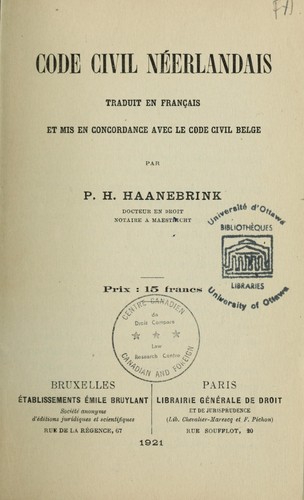 CODE CIVIL NÉERLANDAIS
TRADUIT EN FRANÇAIS
ET MIS EN CONCORDANCE AVEC LE CODE CIVIL BELGE
PAR
P. H. HAANEBRINK
DOCTEUR EN DROIT
NOTAIRE A MAESTRICHT
Université d'Ottawa
BIBLIOTHÈQUES
LIBRARIES
University of Ottawa
Prix : 15 francs
CENTRE CANADIEN
de
Droit Comparé
Law
Research Centre
CANADIAN AND FOREIGN
BRUXELLES
ÉTABLISSEMENTS ÉMILE BRUYLANT
Société anonyme
d'éditions juridiques et scientifiques
RUE DE LA RÉGENCE, 67
PARIS
LIBRAIRIE GÉNÉRALE DE DROIT
ET DE JURISPRUDENCE
(Lib. Chevalier-Marescq et F. Pichon)
RUE SOUFFLOT, 20
1921